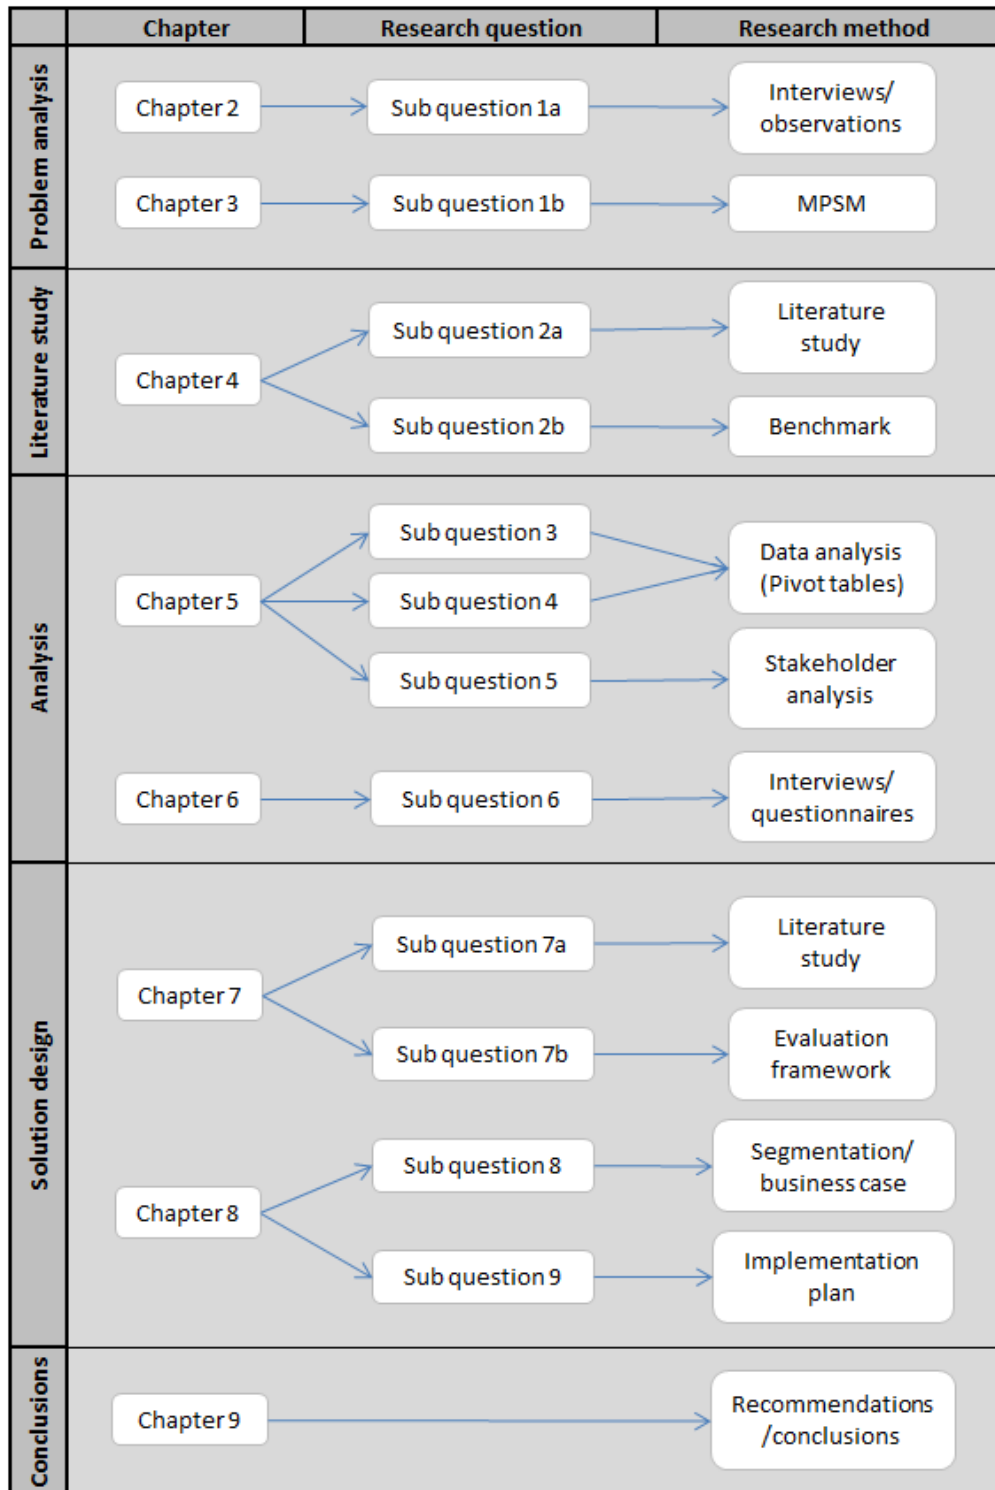 Chapter
Research question
Research method
Problem analysis
Chapter 2
Sub question 1a
Interviews/
observations
Chapter 3
Sub question 1b
MPSM
Literature study
Chapter 4
Sub question 2a
Literature
study
Sub question 2b
Benchmark
Analysis
Chapter 5
Sub question 3
Sub question 4
Data analysis
(Pivot tables)
Sub question 5
Stakeholder
analysis
Chapter 6
Sub question 6
Interviews/
questionnaires
Solution design
Chapter 7
Sub question 7a
Literature
study
Sub question 7b
Evaluation
framework
Chapter 8
Sub question 8
Segmentation/
business case
Sub question 9
Implementation
plan
Conclusions
Chapter 9
Recommendations
/conclusions